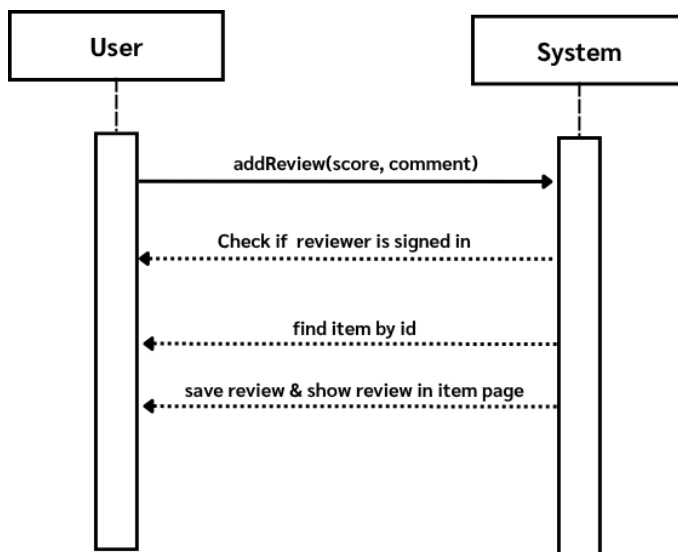 User
System
addReview(score, comment)
Check if reviewer is signed in
find item by id
save review & show review in item page